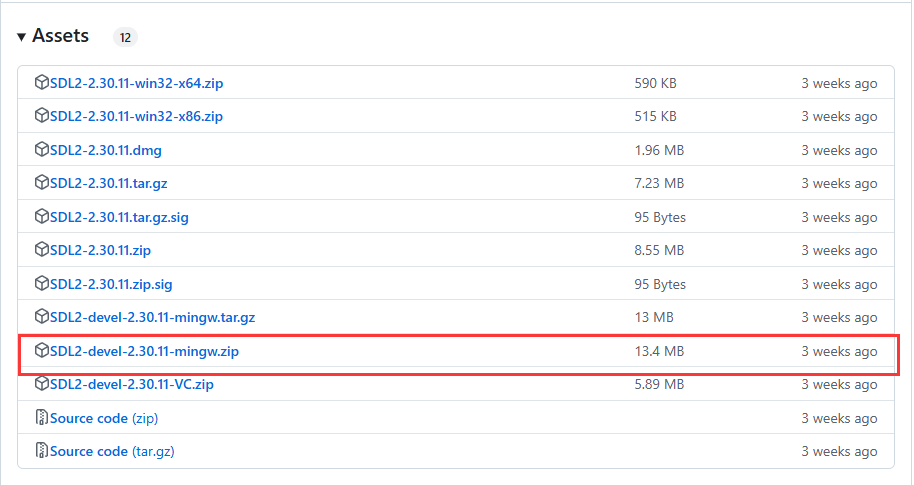 Assets 12
SDL2-2.30.11-win32-x64.zip 590 KB 3 weeks ago
SDL2-2.30.11-win32-x86.zip 515 KB 3 weeks ago
SDL2-2.30.11.dmg 1.96 MB 3 weeks ago
SDL2-2.30.11.tar.gz 7.23 MB 3 weeks ago
SDL2-2.30.11.tar.gz.sig 95 Bytes 3 weeks ago
SDL2-2.30.11.zip 8.55 MB 3 weeks ago
SDL2-2.30.11.zip.sig 95 Bytes 3 weeks ago
SDL2-devel-2.30.11-mingw.tar.gz 13 MB 3 weeks ago
SDL2-devel-2.30.11-mingw.zip 13.4 MB 3 weeks ago
SDL2-devel-2.30.11-VC.zip 5.89 MB 3 weeks ago
Source code (zip) 3 weeks ago
Source code (tar.gz) 3 weeks ago